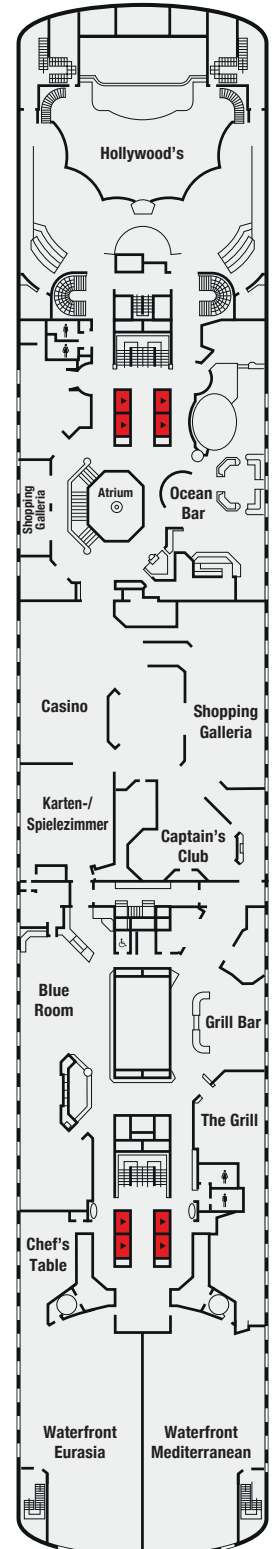 Hollywood's
Shopping
Galleria
Atrium
Ocean
Bar
Casino
Shopping
Galleria
Karten-/
Spielezimmer
Captain's
Club
Blue
Room
Grill Bar
The Grill
Chef's
Table
Waterfront
Eurasia
Waterfront
Mediterranean